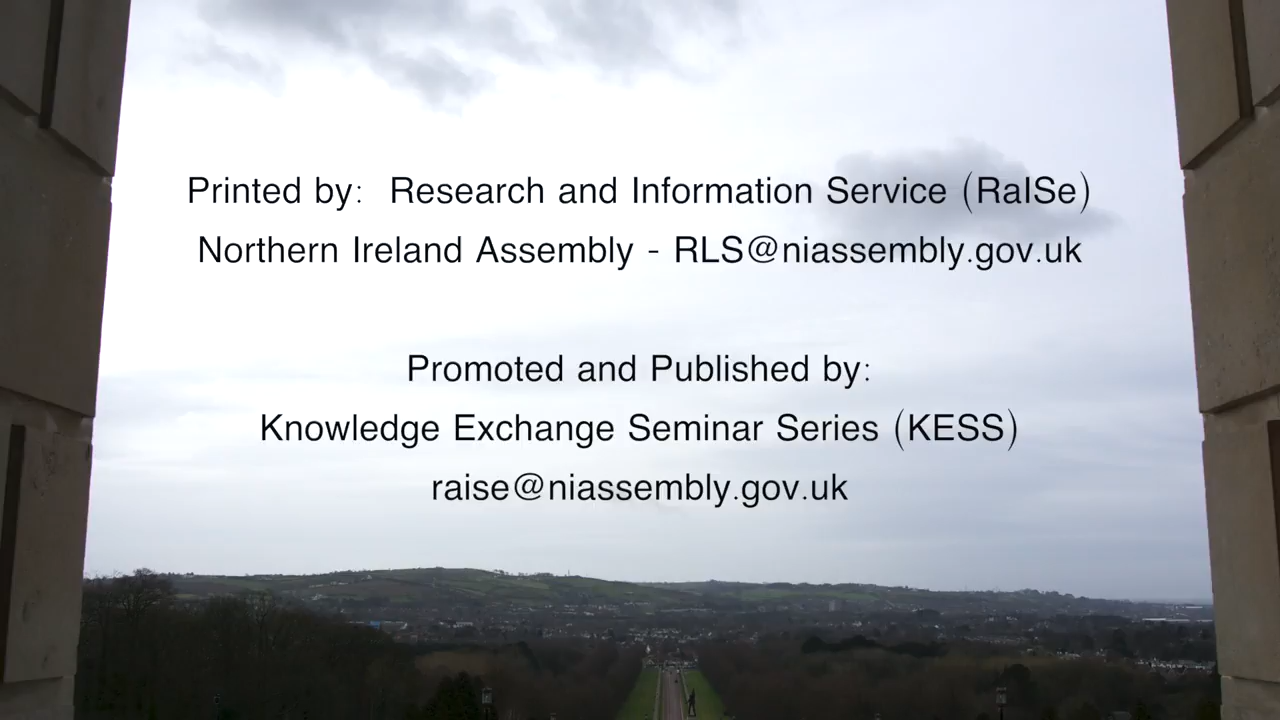 Printed by:  Research and Information Service (RaISe)
Northern Ireland Assembly - RLS@niassembly.gov.uk
Promoted and Published by:
Knowledge Exchange Seminar Series (KESS)
raise@niassembly.gov.uk